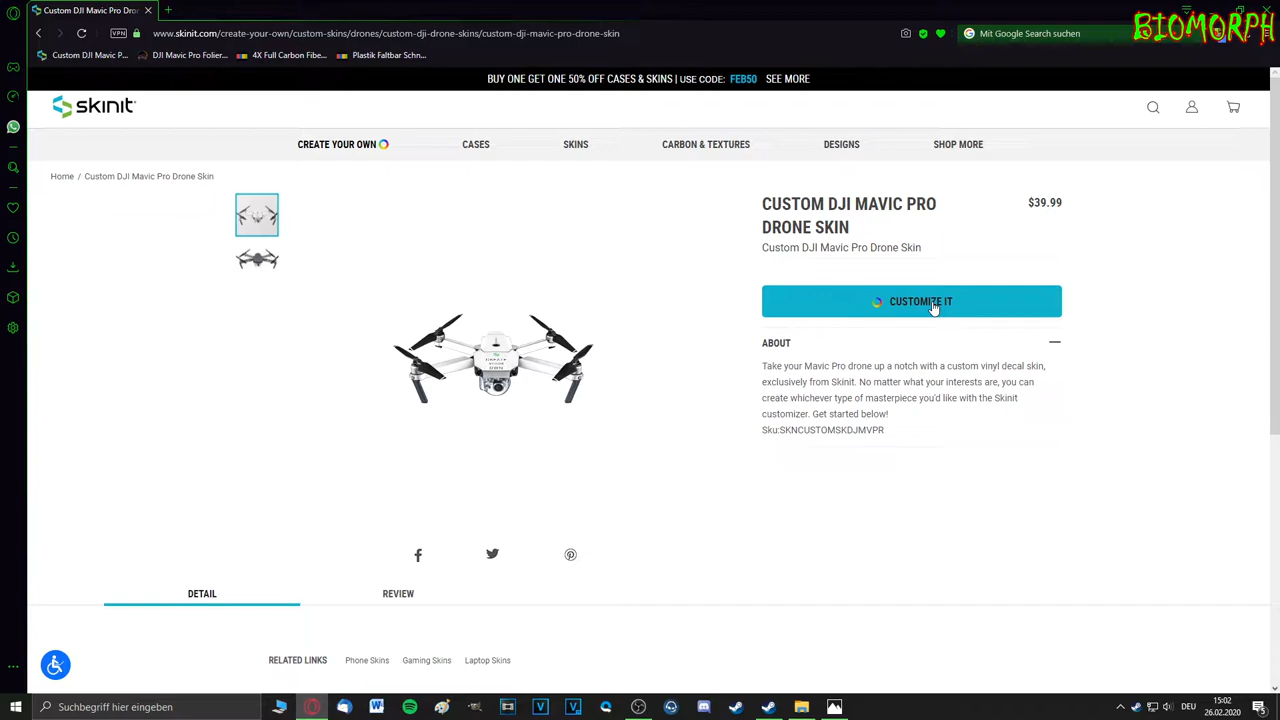 Custom DJI Mavic Pro Dron
BIOMORPH
VPN
www.skinit.com/create-your-own/custom-skins/drones/custom-dji-mavic-pro-drone-skin
Mit Google Search suchen
Custom DJI Mavic P...
DJI Mavic Pro Folier...
4X Full Carbon Fibe...
Plastik Faltbar Schn...
BUY ONE GET ONE 50% OFF CASES & SKINS | USE CODE: FEB50 SEE MORE
skinit
CREATE YOUR OWN
CASES
SKINS
CARBON & TEXTURES
DESIGNS
SHOP MORE
Home / Custom DJI Mavic Pro Drone Skin
CUSTOM DJI MAVIC PRO DRONE SKIN
$39.99
Custom DJI Mavic Pro Drone Skin
CUSTOMIZE IT
ABOUT
Take your Mavic Pro drone up a notch with a custom vinyl decal skin,
exclusively from Skinit. No matter what your interests are, you can
create whichever type of masterpiece you'd like with the Skinit
customizer. Get started below!
Sku:SKNCUSTOMSKDJMVPR
DETAIL
REVIEW
RELATED LINKS
Phone Skins
Gaming Skins
Laptop Skins
Suchbegriff hier eingeben
DEU
15:02
26.02.2020